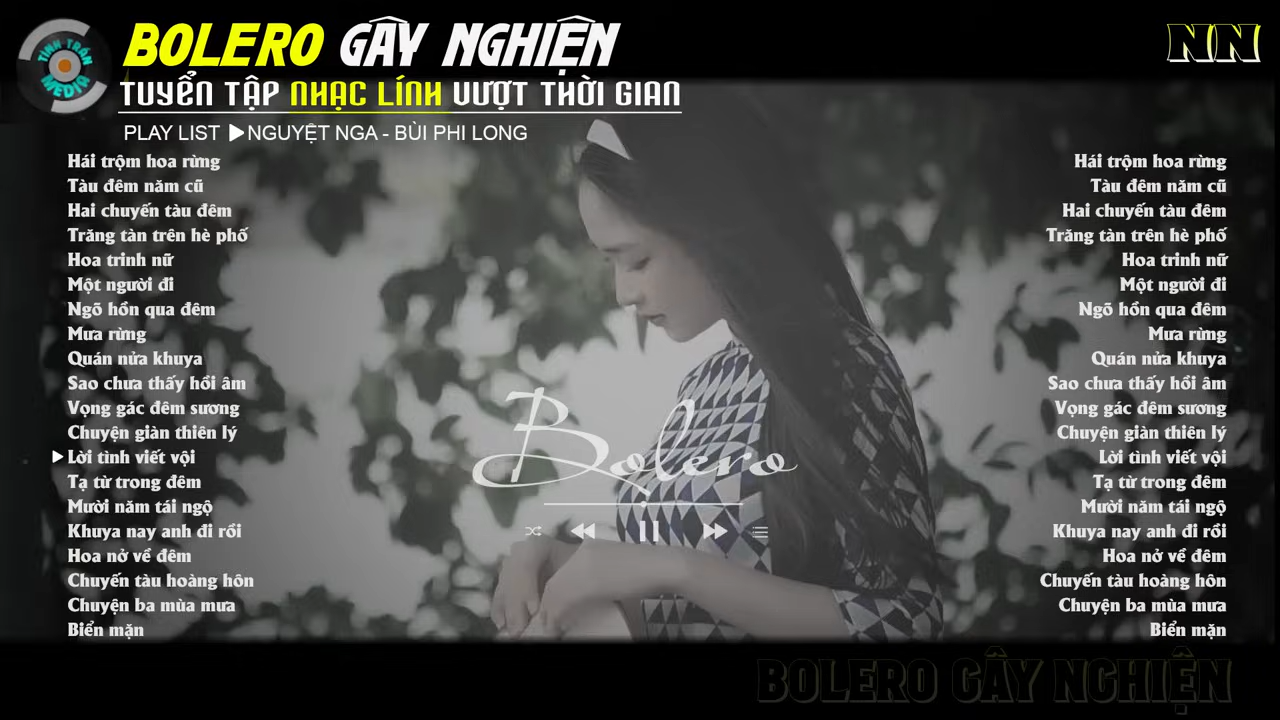 TÌNH TRẦN
MEDIA
BOLERO GÂY NGHIỆN
NN
TUYỂN TẬP NHẠC LÍNH VƯỢT THỜI GIAN
PLAY LIST ▶NGUYỆT NGA - BÙI PHI LONG
Hái trộm hoa rừng
Tàu đêm năm cũ
Hai chuyến tàu đêm
Trăng tàn trên hè phố
Hoa trinh nữ
Một người đi
Ngõ hồn qua đêm
Mưa rừng
Quán nửa khuya
Sao chưa thấy hồi âm
Vọng gác đêm sương
Chuyện giàn thiên lý
Lời tình viết vội
Tạ từ trong đêm
Mười năm tái ngộ
Khuya nay anh đi rồi
Hoa nở về đêm
Chuyến tàu hoàng hôn
Chuyện ba mùa mưa
Biển mặn
Hái trộm hoa rừng
Tàu đêm năm cũ
Hai chuyến tàu đêm
Trăng tàn trên hè phố
Hoa trinh nữ
Một người đi
Ngõ hồn qua đêm
Mưa rừng
Quán nửa khuya
Sao chưa thấy hồi âm
Vọng gác đêm sương
Chuyện giàn thiên lý
Lời tình viết vội
Tạ từ trong đêm
Mười năm tái ngộ
Khuya nay anh đi rồi
Hoa nở về đêm
Chuyến tàu hoàng hôn
Chuyện ba mùa mưa
Biển mặn
Bolero
BOLERO GÂY NGHIỆN